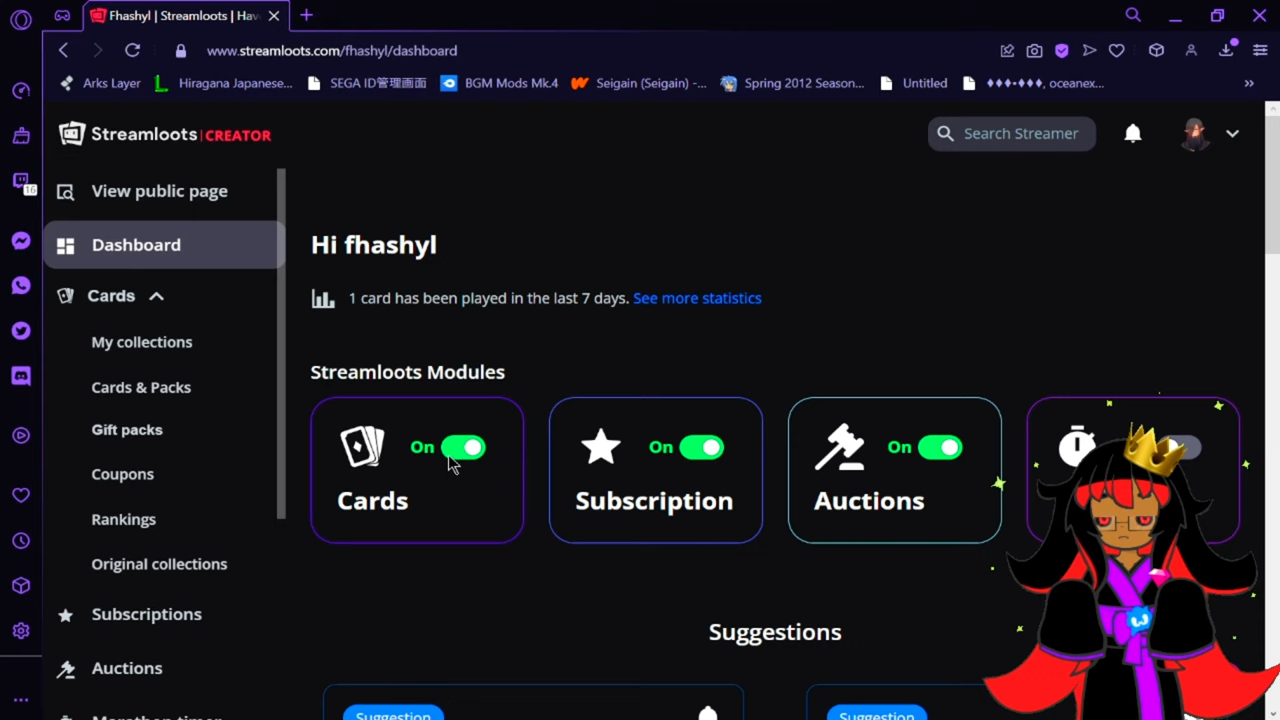 Fhashyl | Streamloots | Hav
www.streamloots.com/fhashyl/dashboard
Arks Layer
Hiragana Japanese...
SEGA ID管理画面
BGM Mods Mk.4
Seigain (Seigain) -...
Spring 2012 Season...
Untitled
♦♦♦-♦♦♦, oceanex...
16
Streamloots | CREATOR
Search Streamer
View public page
Dashboard
Cards
My collections
Cards & Packs
Gift packs
Coupons
Rankings
Original collections
Subscriptions
Auctions
Hi fhashyl
1 card has been played in the last 7 days. See more statistics
Streamloots Modules
On
Cards
On
Subscription
On
Auctions
Suggestions
Suggestion
Suggestion